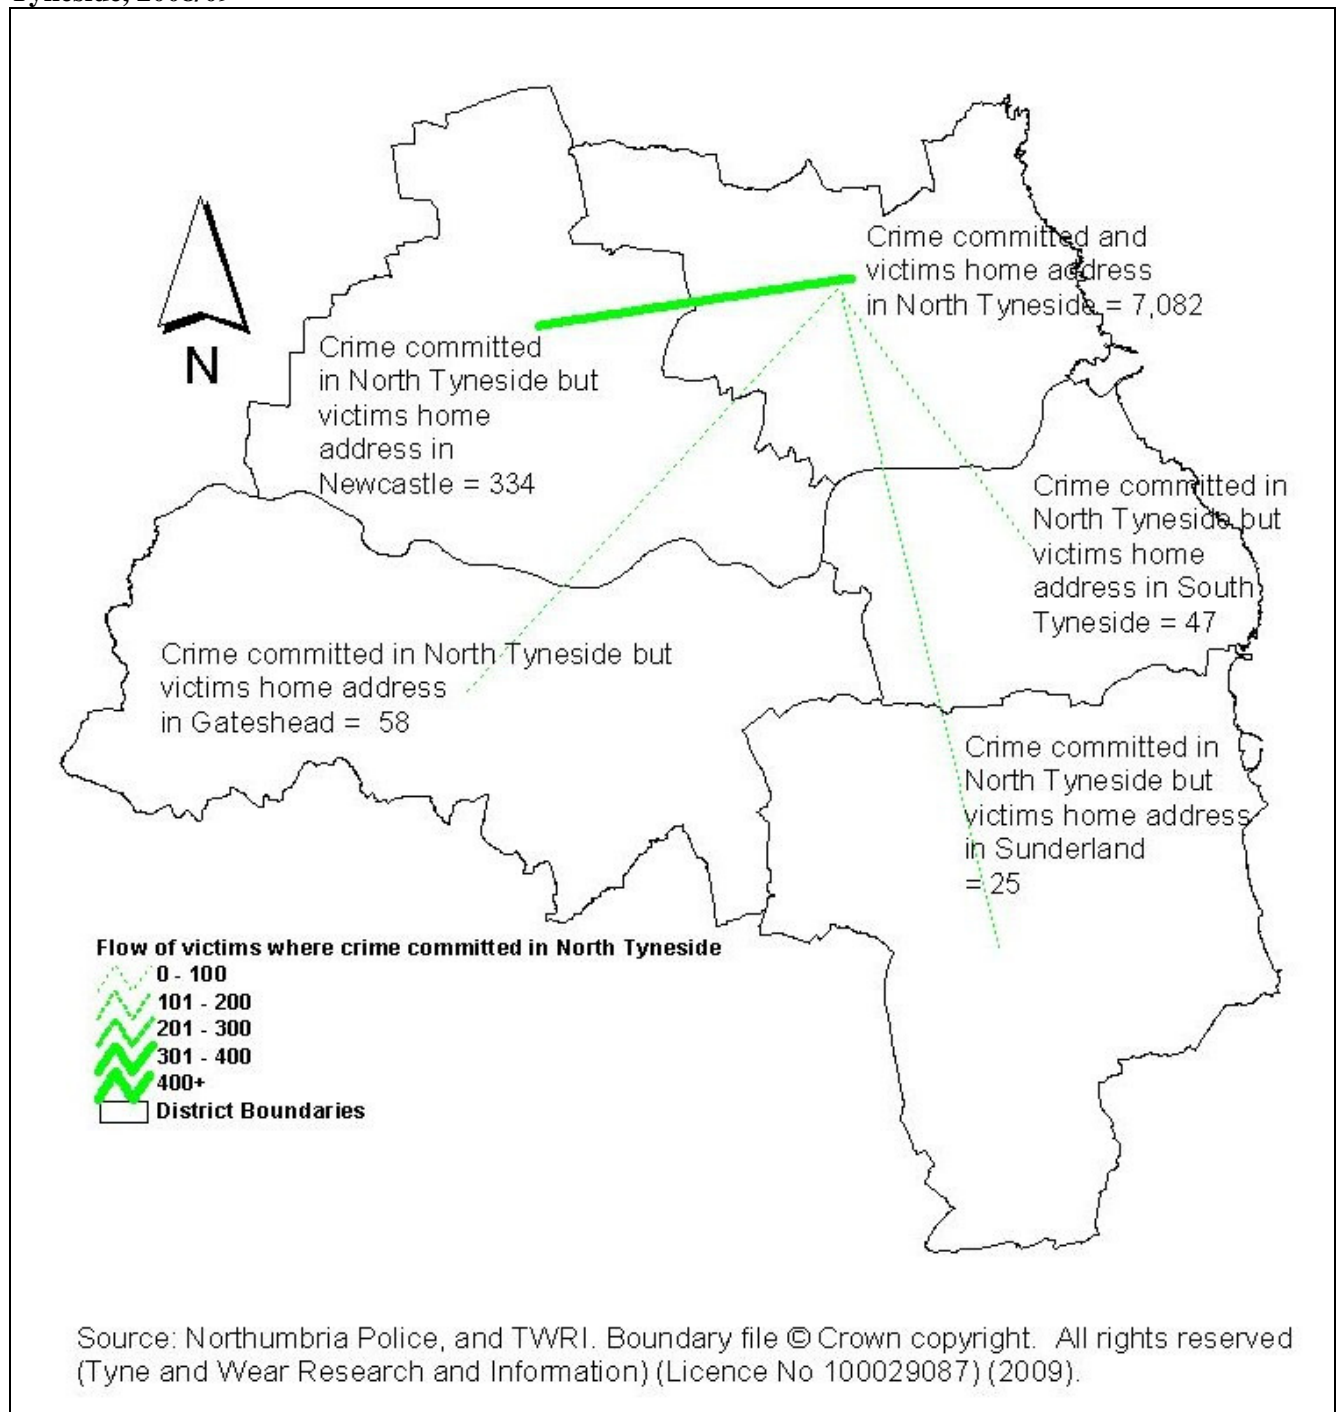 Tyneside, 2008/09
Crime committed and
victims home address
in North Tyneside = 7,082
N
Crime committed
in North Tyneside but
victims home
address in
Newcastle = 334
Crime committed in
North Tyneside but
victims home
address in South
Tyneside = 47
Crime committed in North Tyneside but
victims home address
in Gateshead = 58
Crime committed in
North Tyneside but
victims home address
in Sunderland
= 25
Flow of victims where crime committed in North Tyneside
0 - 100
101 - 200
201 - 300
301 - 400
400+
District Boundaries
Source: Northumbria Police, and TWRI. Boundary file © Crown copyright. All rights reserved
(Tyne and Wear Research and Information) (Licence No 100029087) (2009).